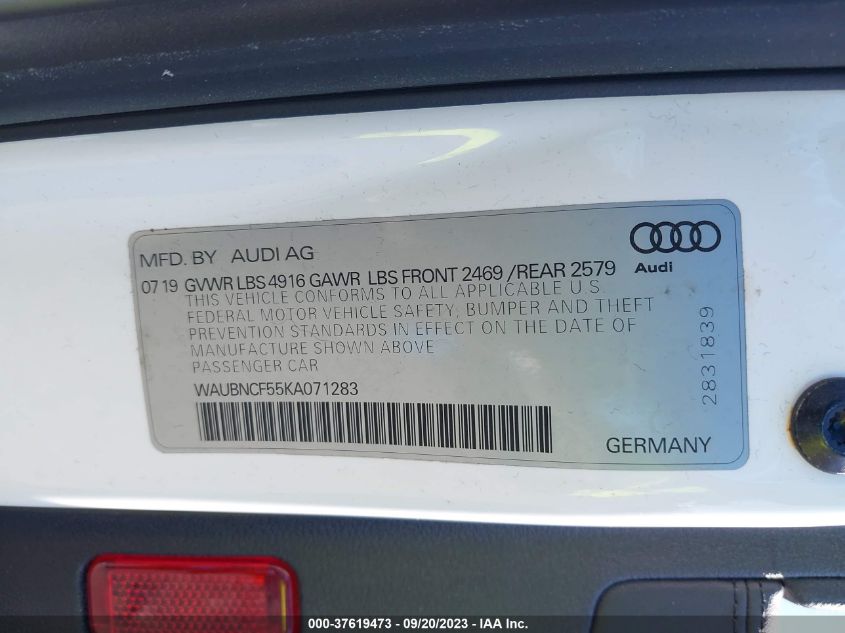 MFD. BY AUDI AG
07 19 GVWR LBS 4916 GAWR LBS FRONT 2469 /REAR 2579
THIS VEHICLE CONFORMS TO ALL APPLICABLE U.S.
FEDERAL MOTOR VEHICLE SAFETY, BUMPER AND THEFT
PREVENTION STANDARDS IN EFFECT ON THE DATE OF
MANUFACTURE SHOWN ABOVE
PASSENGER CAR
WAUBNCF55KA071283
Audi
2831839
GERMANY
000-37619473 - 09/20/2023 - IAA Inc.